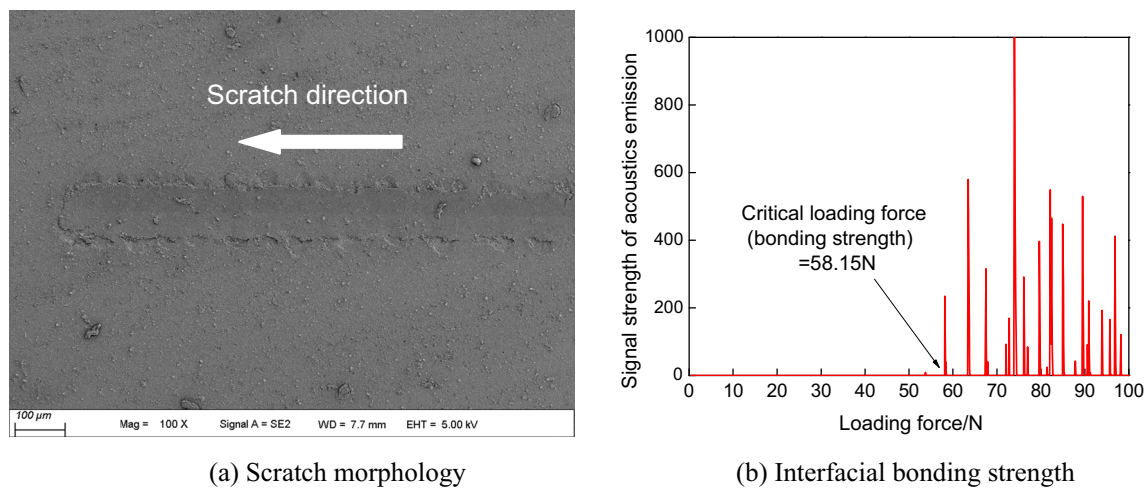 Scratch direction
100 µm
Mag = 100 X Signal A = SE2 WD = 7.7 mm EHT = 5.00 kV
(a) Scratch morphology
Signal strength of acoustics emission
1000
800
600
400
200
0
Critical loading force
(bonding strength)
=58.15N
0 10 20 30 40 50 60 70 80 90 100
Loading force/N
(b) Interfacial bonding strength